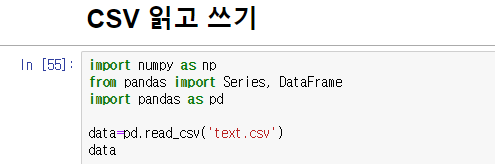 CSV 읽고 쓰기
In [55]:
import numpy as np
from pandas import Series, DataFrame
import pandas as pd
data=pd.read_csv('text.csv')
data